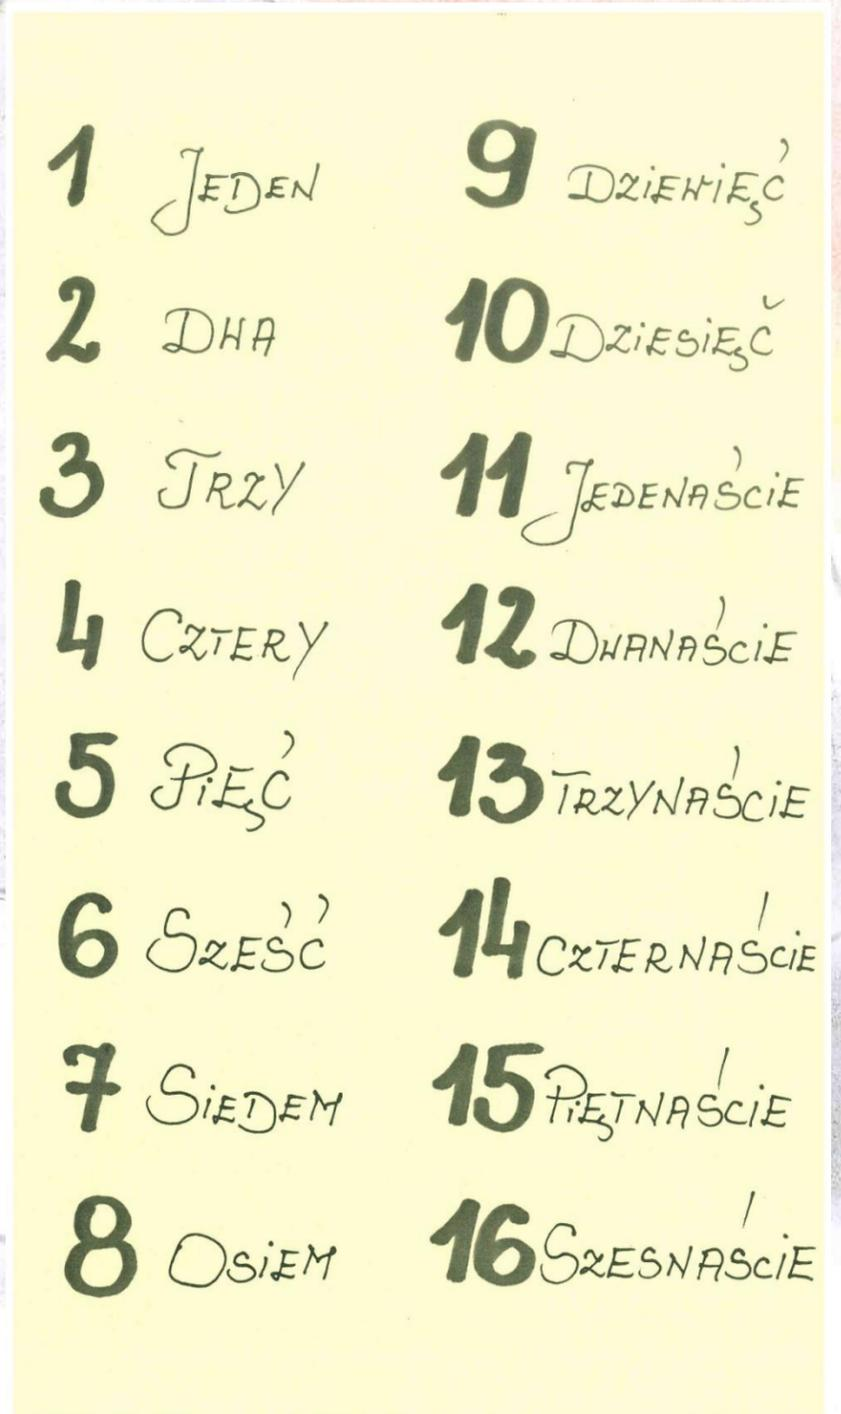 1 JEDEN
2 DWA
3 TRZY
4 CZTERY
5 PIĘĆ
6 SZEŚĆ
7 SIEDEM
8 OSIEM
9 DZIEWIĘĆ
10 DZIESIĘČ
11 JEDENAŚCIE
12 DWANAŚCIE
13 TRZYNAŚCIE
14 CZTERNAŚCIE
15 PIĘTNAŚCIE
16 SZESNAŚCIE